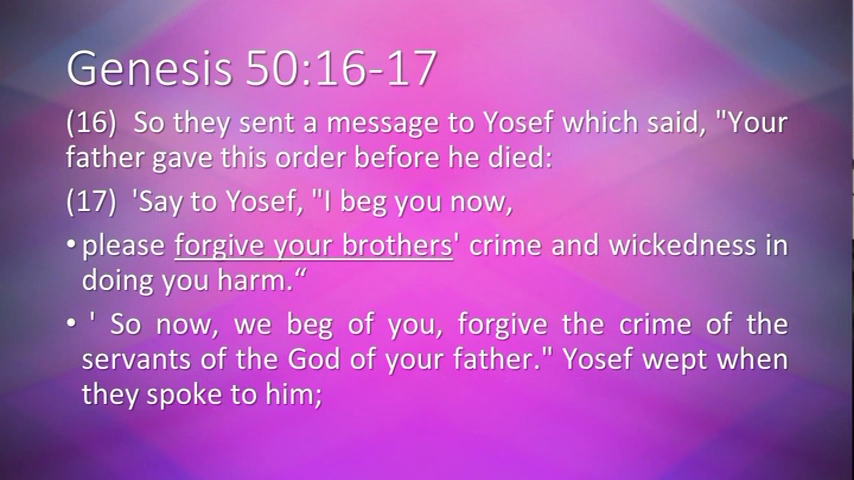 Genesis 50:16-17
(16)  So they sent a message to Yosef which said, "Your
father gave this order before he died:
(17)  'Say to Yosef, "I beg you now,
• please forgive your brothers' crime and wickedness in
doing you harm.“
• ' So now, we beg of you, forgive the crime of the
servants of the God of your father." Yosef wept when
they spoke to him;